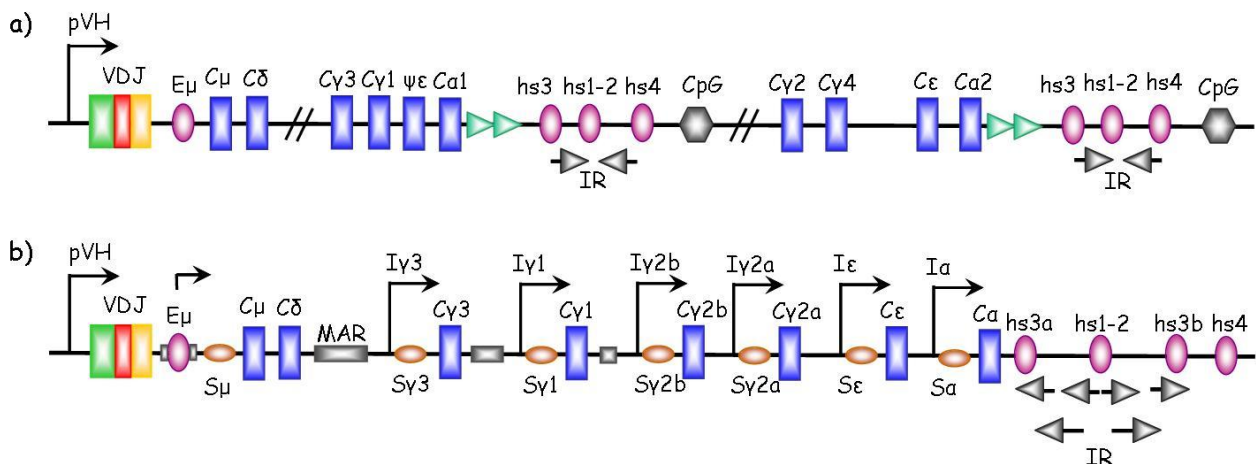 a)
pVH
VDJ Eμ Cμ Cδ Cγ3 Cγ1 ψε Cα1 hs3 hs1-2 hs4 CpG Cγ2 Cγ4 Cε Cα2 hs3 hs1-2 hs4 CpG
IR IR
b)
pVH Iγ3 Iγ1 Iγ2b Iγ2a Iε Iα
VDJ Eμ Cμ Cδ MAR Cγ3 Cγ1 Cγ2b Cγ2a Cε Cα hs3a hs1-2 hs3b hs4
Sμ Sγ3 Sγ1 Sγ2b Sγ2a Sε Sα
IR